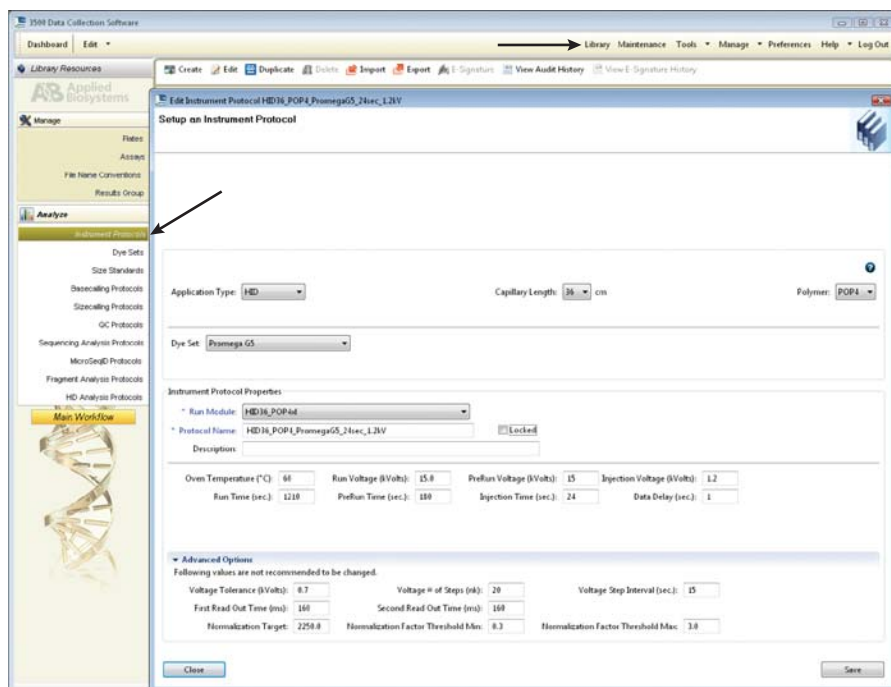 3500 Data Collection Software
Dashboard Edit Library Maintenance Tools Manage Preferences Help Log Out
Library Resources
Create Edit Duplicate Delete Import Export E-Signature View Audit History View E-Signature History
AB Applied Biosystems
Edit Instrument Protocol HID36_POP4_PromegaG5_24sec_1.2kV
Setup an Instrument Protocol
Manage
Plates
Assays
File Name Conventions
Results Group
Analyze
Instrument Protocols
Dye Sets
Size Standards
Basecalling Protocols
Sizecalling Protocols
QC Protocols
Sequencing Analysis Protocols
MicroSeqID Protocols
Fragment Analysis Protocols
HID Analysis Protocols
Main Workflow
Application Type: HID Capillary Length: 36 cm Polymer: POP4
Dye Set: Promega G5
Instrument Protocol Properties
* Run Module: HID36_POP4xl
* Protocol Name: HID36_POP4_PromegaG5_24sec_1.2kV Locked
Description:
Oven Temperature (°C): 60 Run Voltage (kVolts): 15.0 PreRun Voltage (kVolts): 15 Injection Voltage (kVolts): 1.2
Run Time (sec.): 1210 PreRun Time (sec.): 180 Injection Time (sec.): 24 Data Delay (sec.): 1
Advanced Options
Following values are not recommended to be changed.
Voltage Tolerance (kVolts): 0.7 Voltage # of Steps (nk): 20 Voltage Step Interval (sec.): 15
First Read Out Time (ms): 160 Second Read Out Time (ms): 160
Normalization Target: 2250.0 Normalization Factor Threshold Min: 0.3 Normalization Factor Threshold Max: 3.0
Close Save